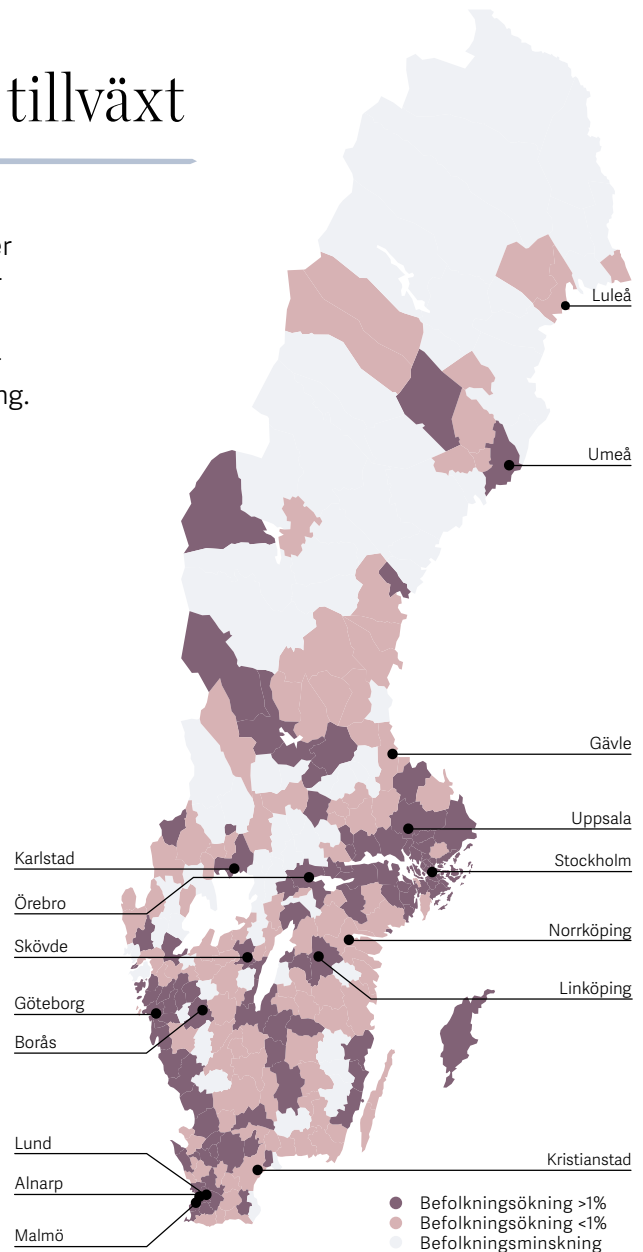 tillväxt
er
ng.
Luleå
Umeå
Gävle
Uppsala
Stockholm
Norrköping
Linköping
Kristianstad
Karlstad
Örebro
Skövde
Göteborg
Borås
Lund
Alnarp
Malmö
Befolkningsökning >1%
Befolkningsökning <1%
Befolkningsminskning